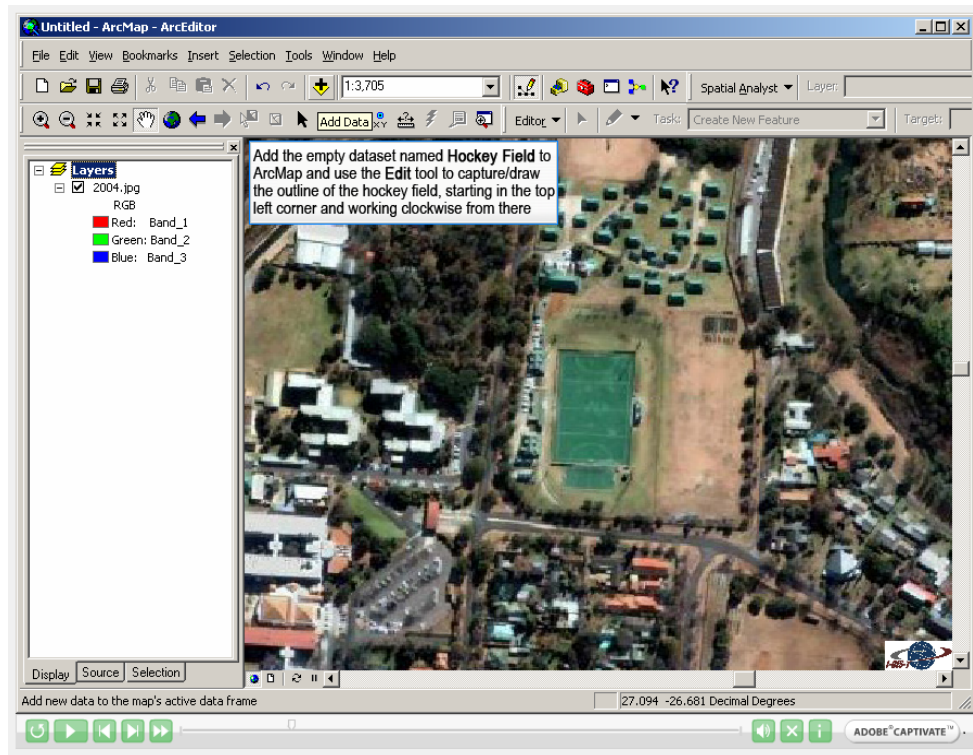 Untitled - ArcMap - ArcEditor
File Edit View Bookmarks Insert Selection Tools Window Help
1:3,705
Spatial Analyst
Layer:
Add Data
XY
Editor
Task:
Create New Feature
Target:
Layers
2004.jpg
RGB
Red: Band_1
Green: Band_2
Blue: Band_3
Add the empty dataset named Hockey Field to
ArcMap and use the Edit tool to capture/draw
the outline of the hockey field, starting in the top
left corner and working clockwise from there
Display Source Selection
Add new data to the map's active data frame
27.094 -26.681 Decimal Degrees
ADOBE® CAPTIVATE™